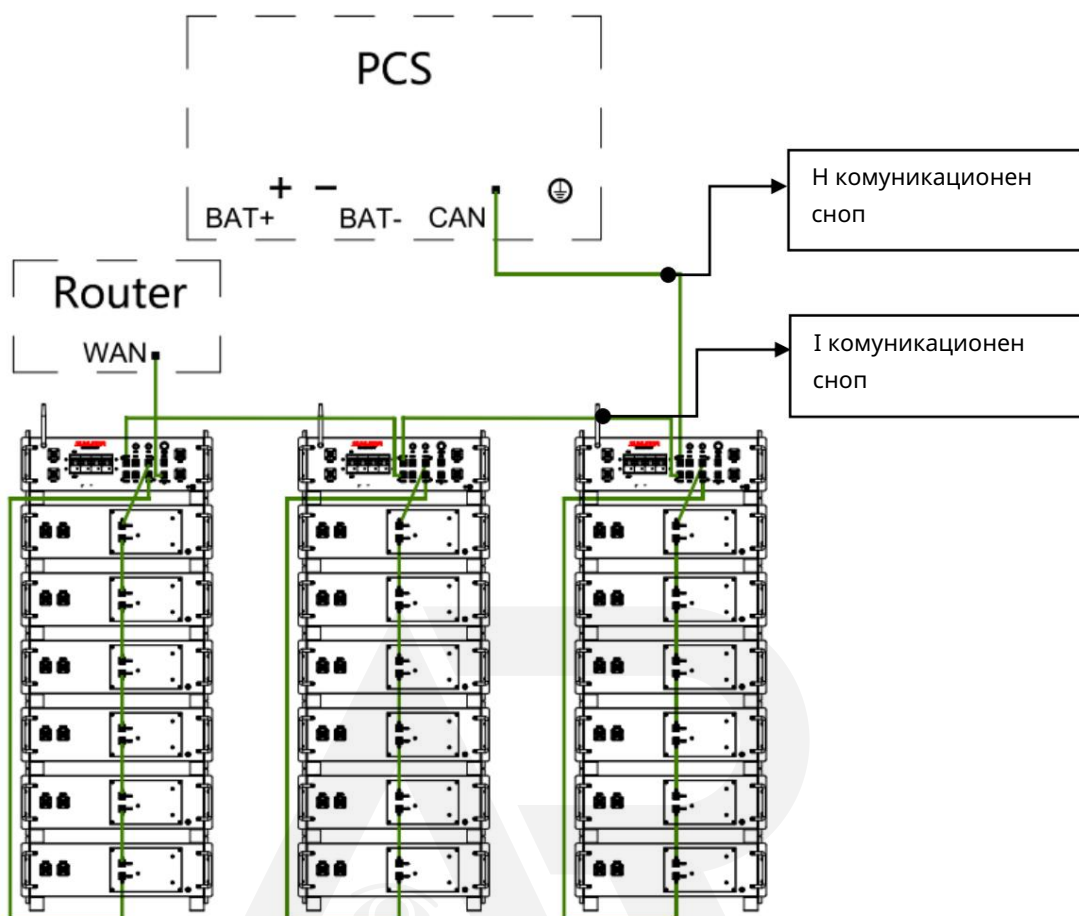 PCS
+ −
BAT+ BAT- CAN
Н комуникационен
сноп
Router
WAN
I комуникационен
сноп